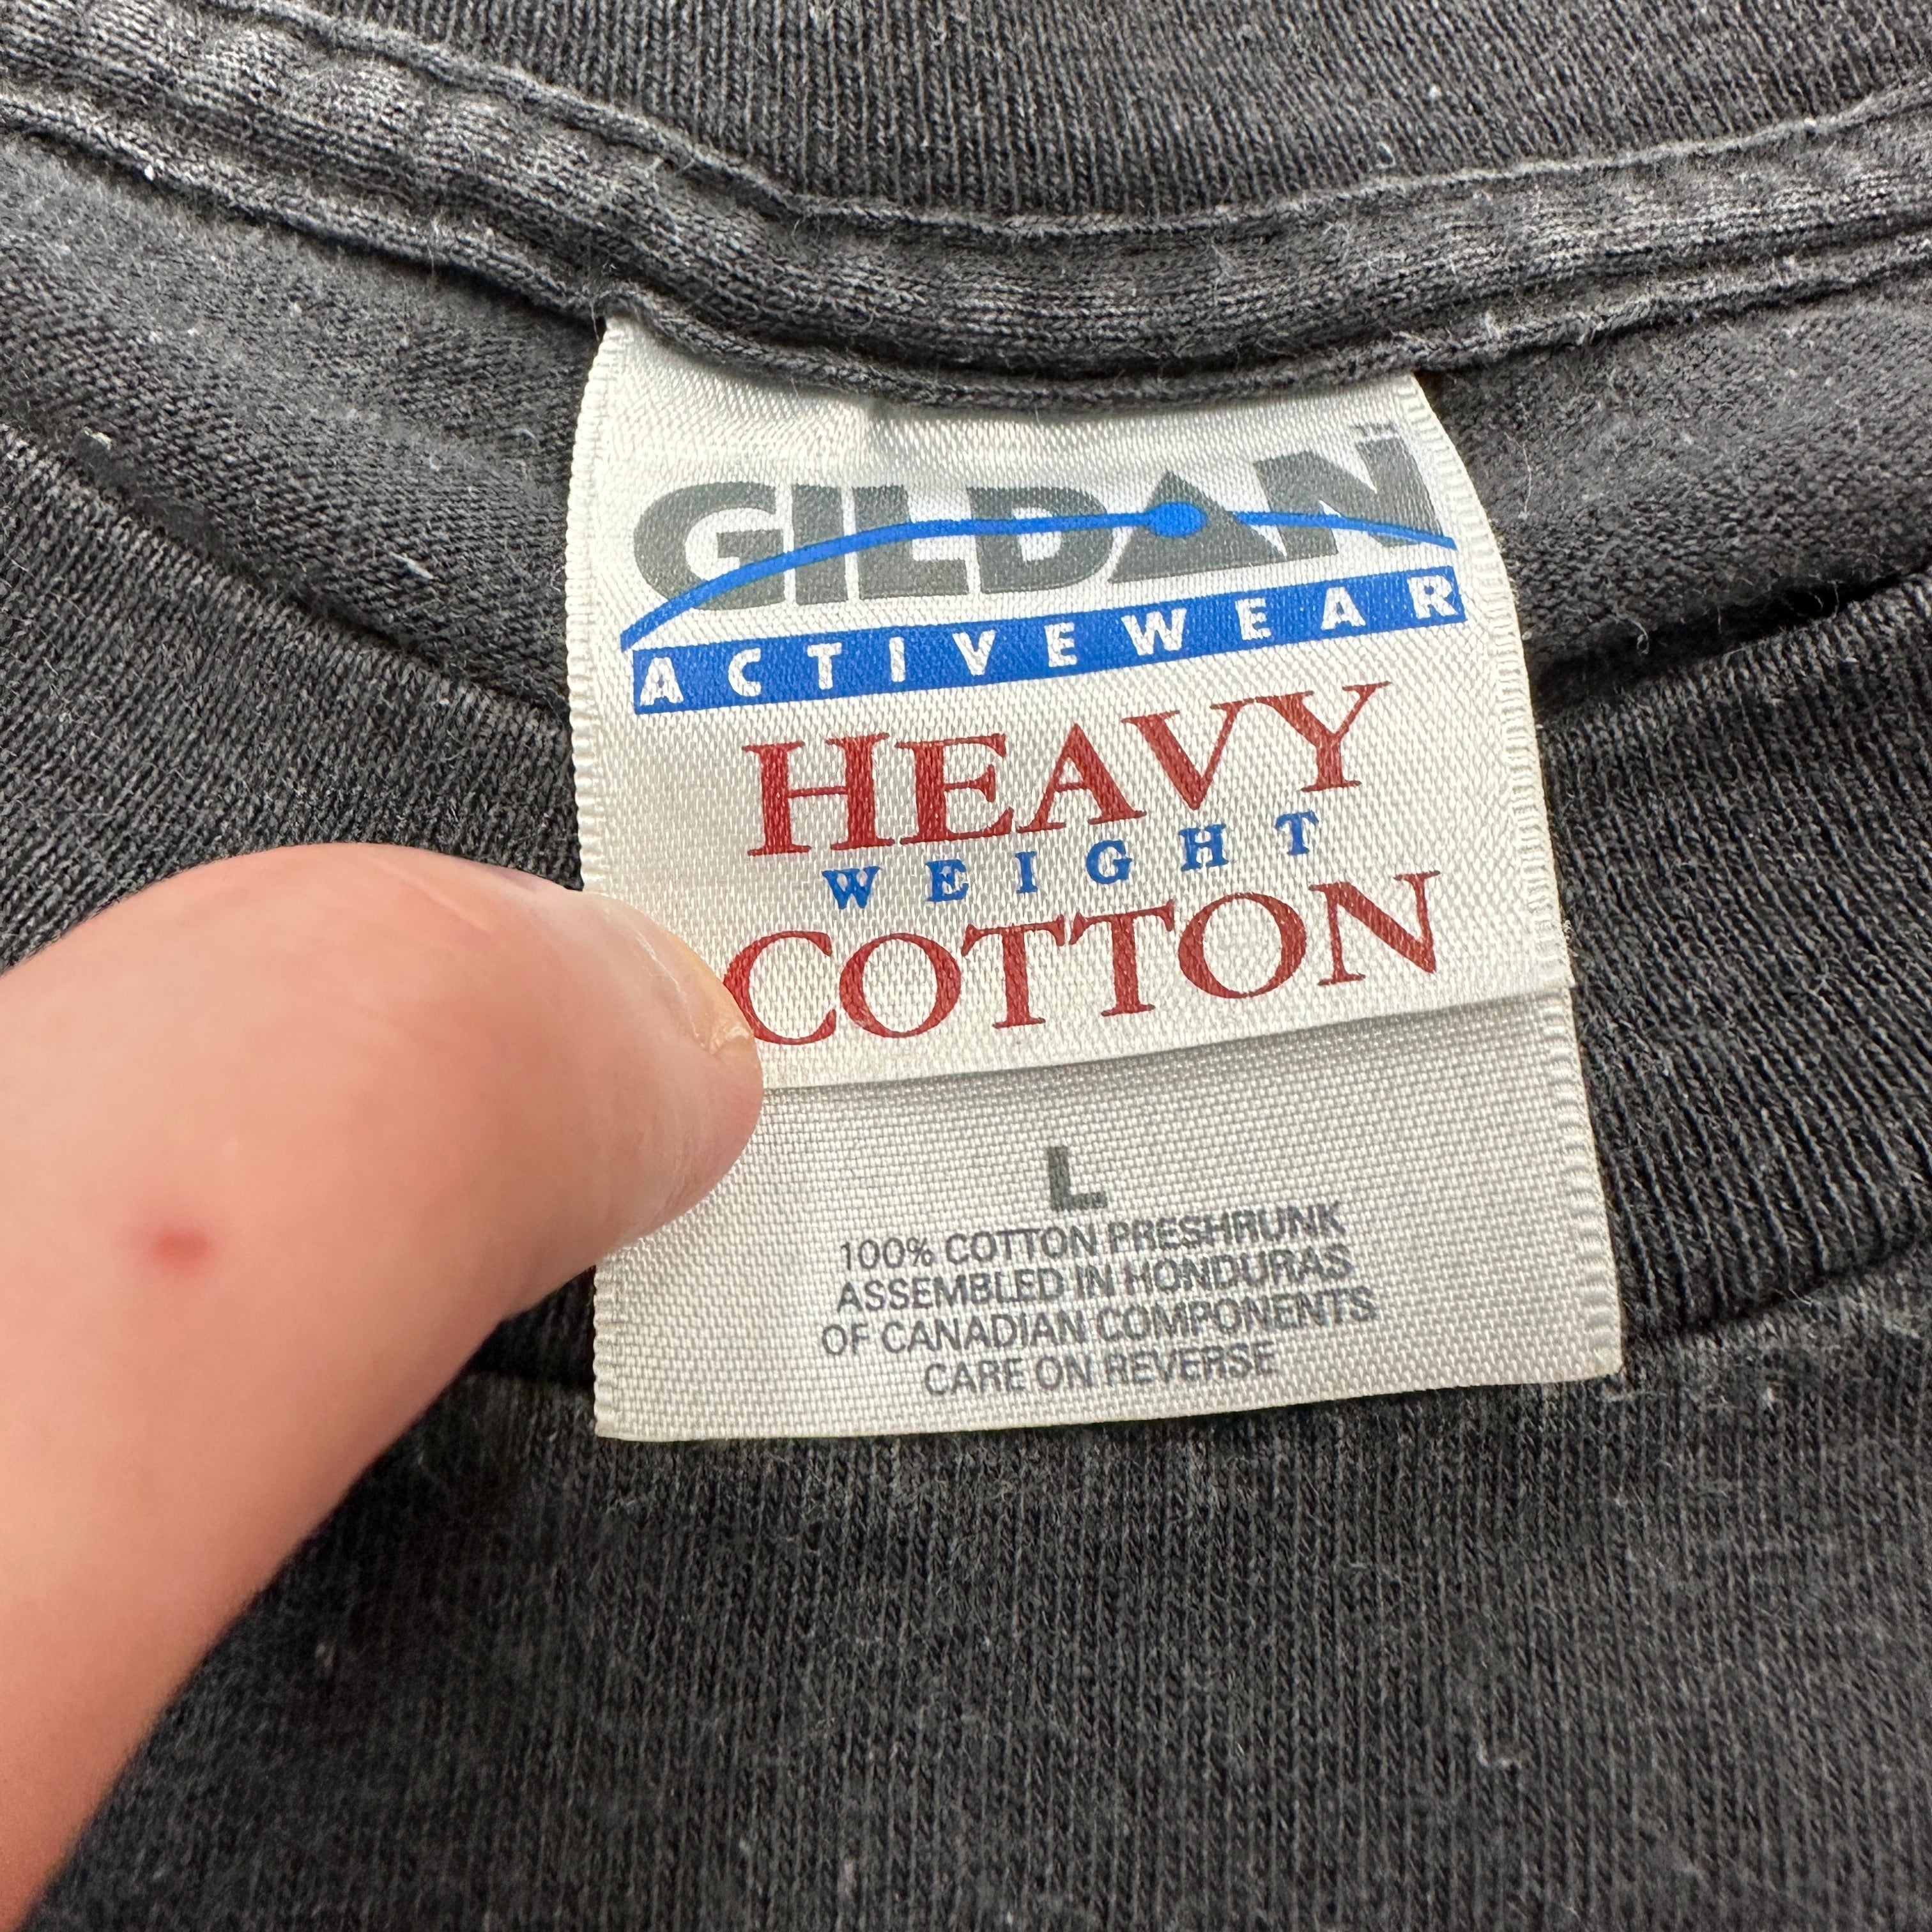 GILDAN
ACTIVEWEAR
HEAVY
WEIGHT
COTTON
L
100% COTTON PRESHRUNK
ASSEMBLED IN HONDURAS
OF CANADIAN COMPONENTS
CARE ON REVERSE